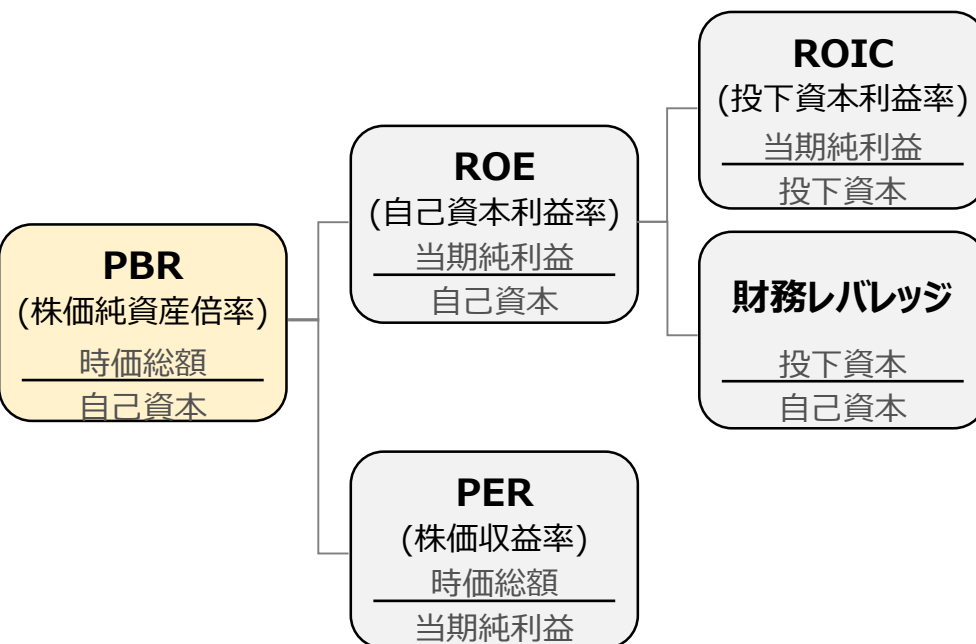 PBR
(株価純資産倍率)
時価総額
自己資本
ROE
(自己資本利益率)
当期純利益
自己資本
PER
(株価収益率)
時価総額
当期純利益
ROIC
(投下資本利益率)
当期純利益
投下資本
財務レバレッジ
投下資本
自己資本